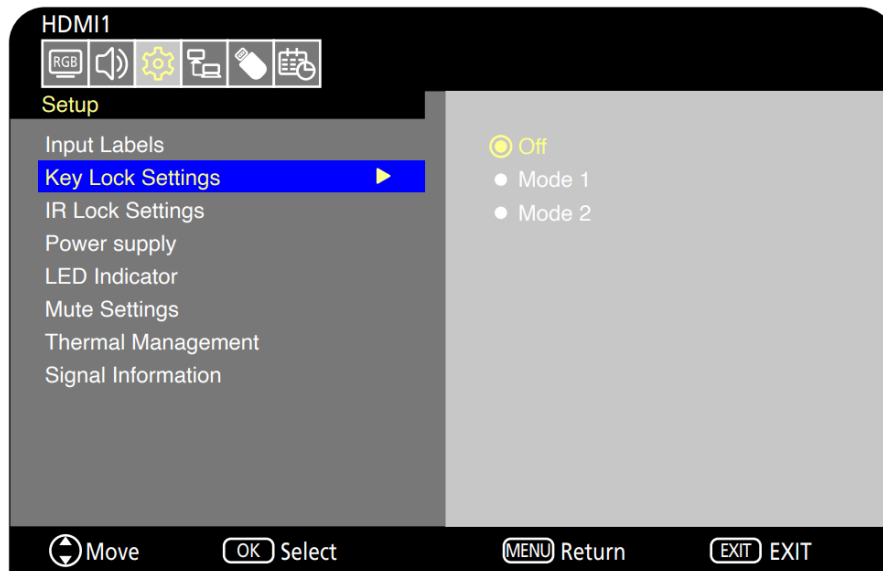 HDMI1
RGB
Setup
Input Labels
Key Lock Settings
IR Lock Settings
Power supply
LED Indicator
Mute Settings
Thermal Management
Signal Information
Off
Mode 1
Mode 2
Move OK Select MENU Return EXIT EXIT